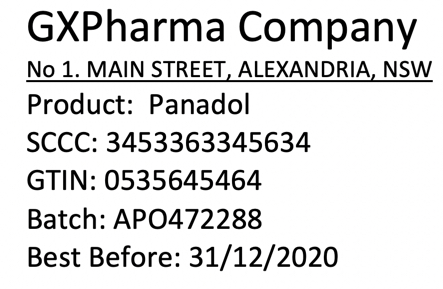 GXPharma Company
No 1. MAIN STREET, ALEXANDRIA, NSW
Product: Panadol
SCCC: 3453363345634
GTIN: 0535645464
Batch: APO472288
Best Before: 31/12/2020